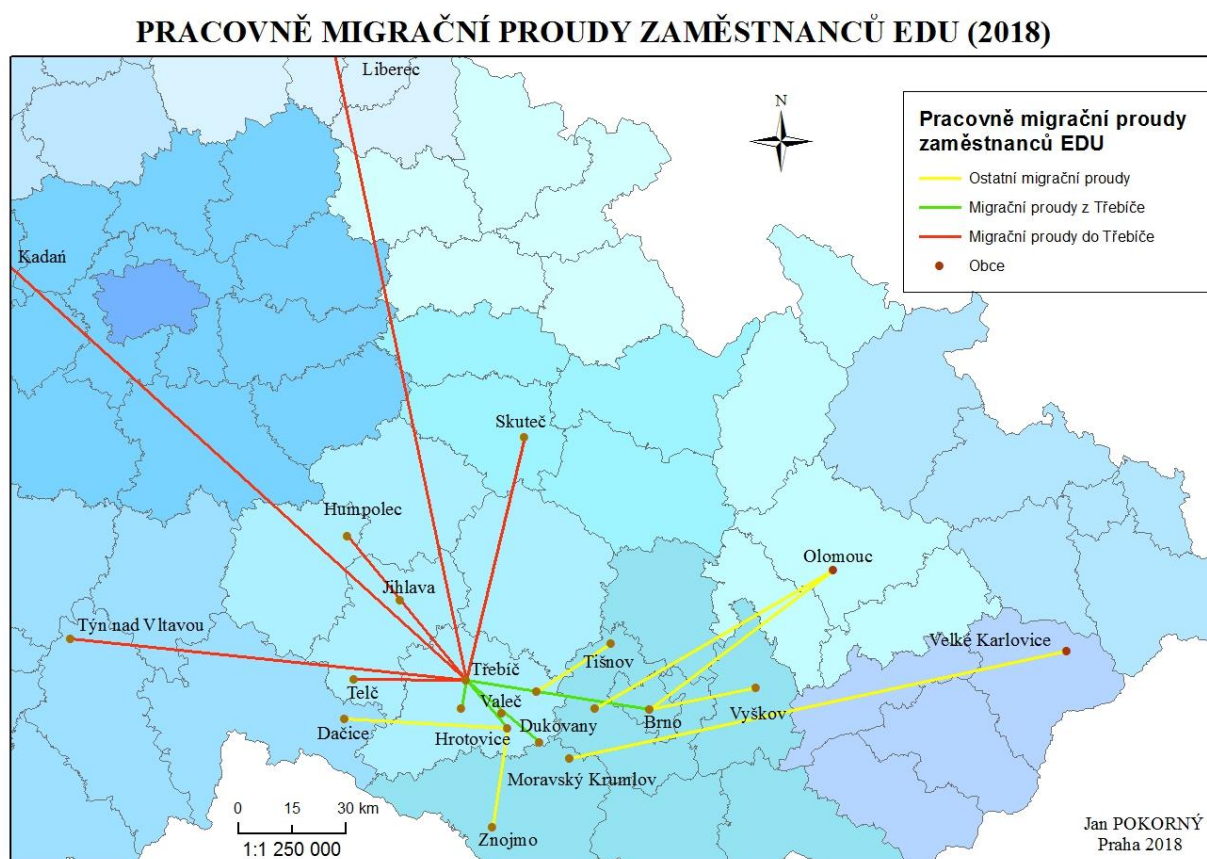 PRACOVNĚ MIGRAČNÍ PROUDY ZAMĚSTNANCŮ EDU (2018)
Liberec
N
Pracovně migrační proudy
zaměstnanců EDU
Ostatní migrační proudy
Migrační proudy z Třebíče
Migrační proudy do Třebíče
Obce
Kadaň
Skuteč
Humpolec
Jihlava
Olomouc
Týn nad Vltavou
Velké Karlovice
Tišnov
Třebíč
Telč
Valeč
Dačice
Hrotovice
Dukovany
Brno
Vyškov
Moravský Krumlov
Znojmo
0 15 30 km
1:1 250 000
Jan POKORNÝ
Praha 2018